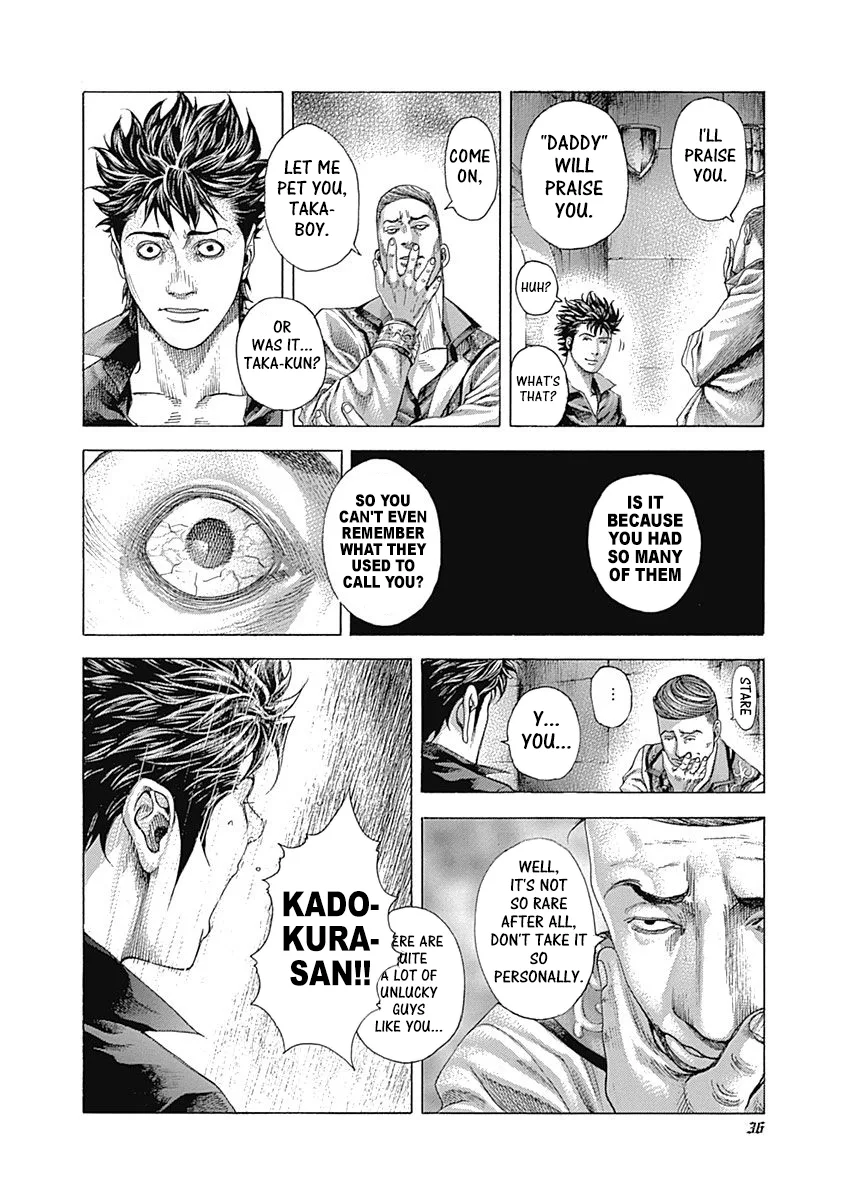 I'LL
PRAISE
YOU.
"DADDY"
WILL
PRAISE
YOU.
HUH?
WHAT'S
THAT?
COME
ON,
LET ME
PET YOU,
TAKA-
BOY.
OR
WAS IT...
TAKA-KUN?
IS IT
BECAUSE
YOU HAD
SO MANY
OF THEM
SO YOU
CAN'T EVEN
REMEMBER
WHAT THEY
USED TO
CALL YOU?
STARE
...
Y...
YOU...
WELL,
IT'S NOT
SO RARE
AFTER ALL,
DON'T TAKE IT
SO
PERSONALLY.
ERE ARE
UITE
A LOT OF
UNLUCKY
GUYS
LIKE YOU...
KADO-
KURA-
SAN!!
36